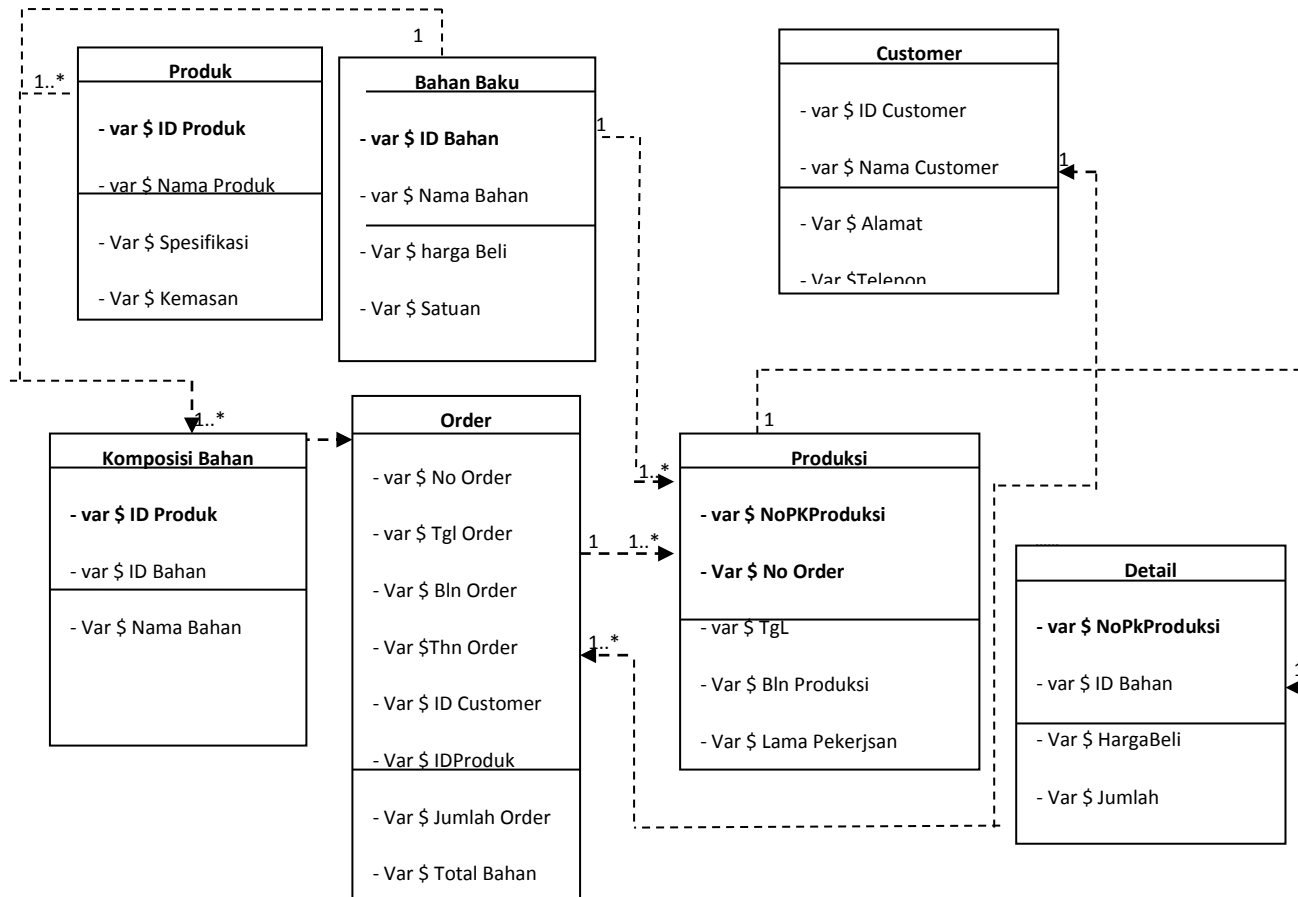 1
1..*
Produk
- var $ ID Produk
- var $ Nama Produk
- Var $ Spesifikasi
- Var $ Kemasan
Bahan Baku
- var $ ID Bahan
- var $ Nama Bahan
- Var $ harga Beli
- Var $ Satuan
1
Customer
- var $ ID Customer
- var $ Nama Customer
- Var $ Alamat
- Var $Telepon
1
1..*
Komposisi Bahan
- var $ ID Produk
- var $ ID Bahan
- Var $ Nama Bahan
Order
- var $ No Order
- var $ Tgl Order
- Var $ Bln Order
- Var $Thn Order
- Var $ ID Customer
- Var $ IDProduk
- Var $ Jumlah Order
- Var $ Total Bahan
1
1..*
1..*
1..*
1
Produksi
- var $ NoPKProduksi
- Var $ No Order
- var $ TgL
- Var $ Bln Produksi
- Var $ Lama Pekerjsan
Detail
- var $ NoPkProduksi
- var $ ID Bahan
- Var $ HargaBeli
- Var $ Jumlah
1